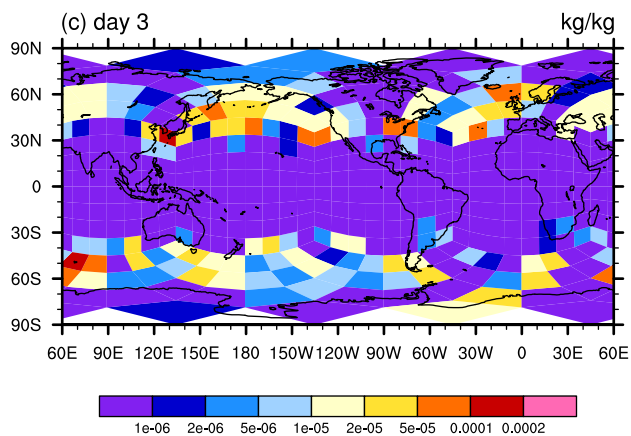 (c) day 3 kg/kg
90N
60N
30N
0
30S
60S
90S
60E 90E 120E 150E 180 150W 120W 90W 60W 30W 0 30E 60E
1e-06 2e-06 5e-06 1e-05 2e-05 5e-05 0.0001 0.0002